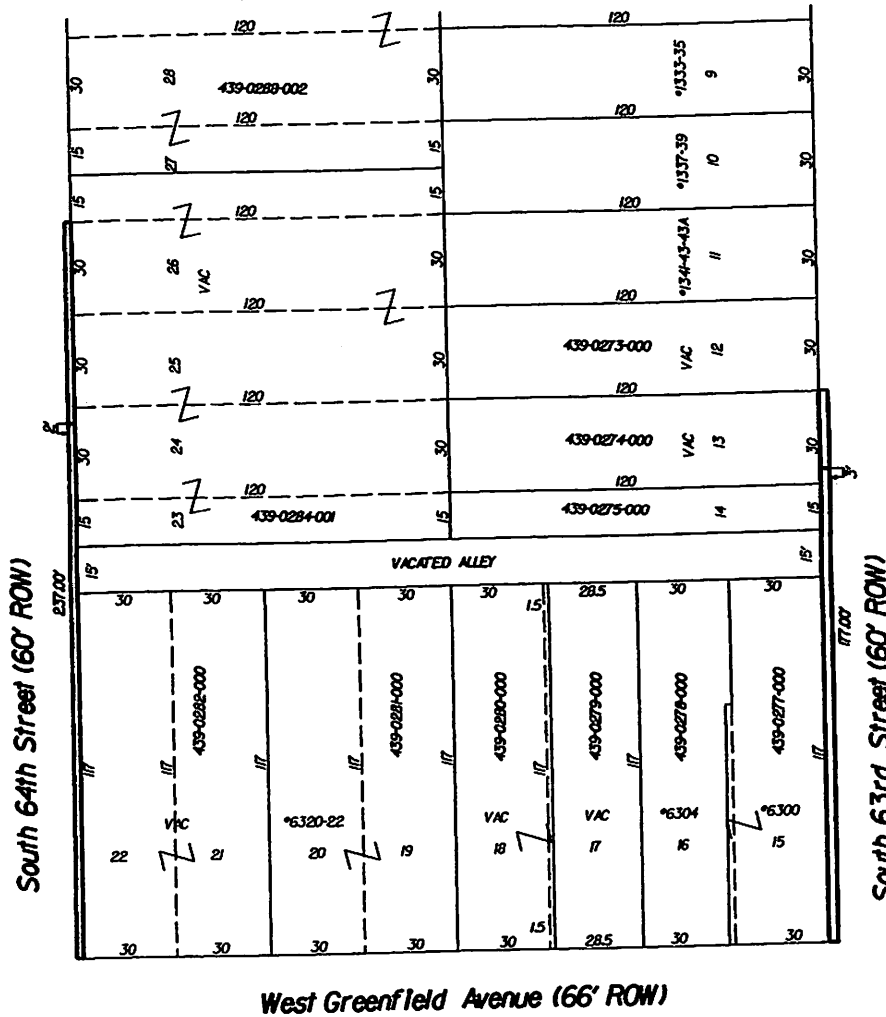 120 120
30 28 439-0288-002 30 *1333-35 9 30
120 120
15 27 15 *1337-39 10 30
15 120 15 120
30 26 VAC 30 *1341-43-43A 11 30
120 120
30 25 30 439-0273-000 VAC 12 30
120 120
2' 30 24 30 439-0274-000 VAC 13 30 3'
120 120
15 23 439-0284-001 15 439-0275-000 14 15
15' VACATED ALLEY 15'
237.00' 177.00'
South 64th Street (60' ROW)
South 63rd Street (60' ROW)
30 30 30 30 30 1.5 28.5 30 30
439-0282-000 439-0281-000 439-0280-000 439-0279-000 439-0278-000 439-0277-000
117 117 117 117 117 117 117
VAC *6320-22 VAC VAC *6304 *6300
22 21 20 19 18 17 16 15
30 30 30 30 30 1.5 28.5 30 30
West Greenfield Avenue (66' ROW)